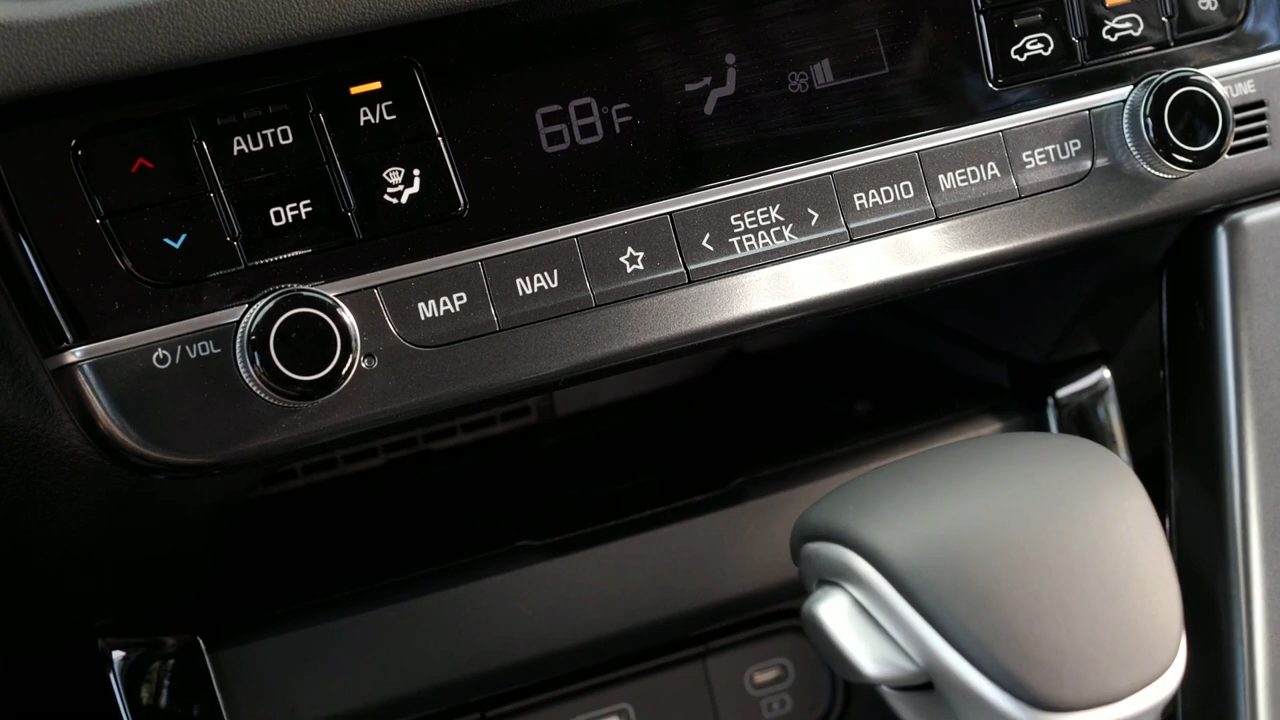 AUTO
A/C
OFF
68°F
MAP
NAV
SEEK
TRACK
RADIO
MEDIA
SETUP
TUNE
/ VOL